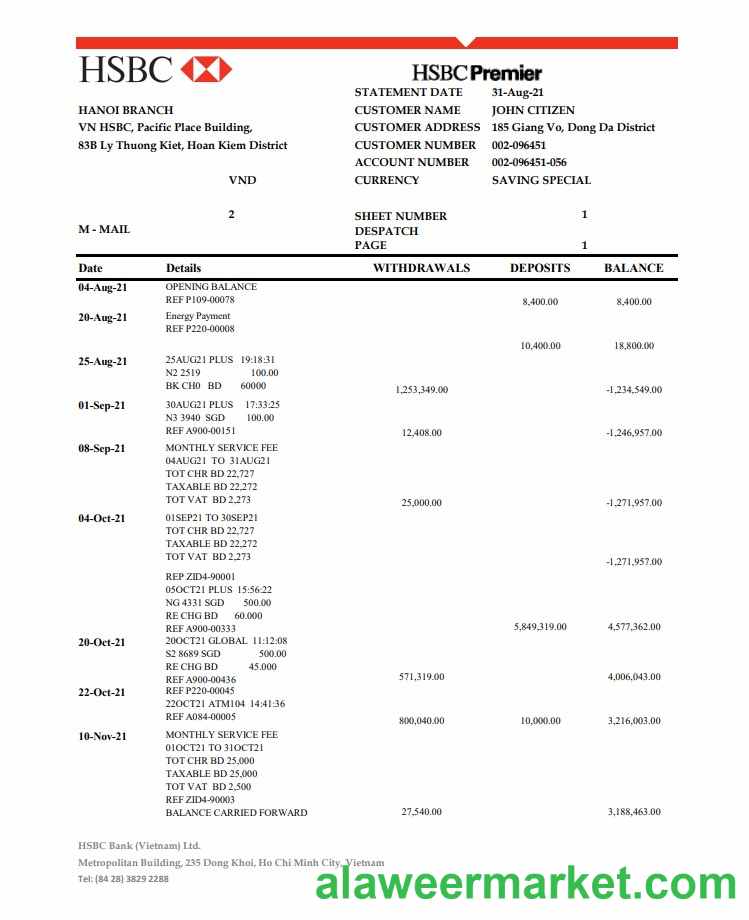 HSBC
HSBC Premier
STATEMENT DATE 31-Aug-21
HANOI BRANCH CUSTOMER NAME JOHN CITIZEN
VN HSBC, Pacific Place Building, CUSTOMER ADDRESS 185 Giang Vo, Dong Da District
83B Ly Thuong Kiet, Hoan Kiem District CUSTOMER NUMBER 002-096451
ACCOUNT NUMBER 002-096451-056
VND CURRENCY SAVING SPECIAL
2 SHEET NUMBER 1
M - MAIL DESPATCH
PAGE 1
Date Details WITHDRAWALS DEPOSITS BALANCE
04-Aug-21 OPENING BALANCE
REF P109-00078 8,400.00 8,400.00
20-Aug-21 Energy Payment
REF P220-00008
10,400.00 18,800.00
25-Aug-21 25AUG21 PLUS 19:18:31
N2 2519 100.00
BK CH0 BD 60000 1,253,349.00 -1,234,549.00
01-Sep-21 30AUG21 PLUS 17:33:25
N3 3940 SGD 100.00
REF A900-00151 12,408.00 -1,246,957.00
08-Sep-21 MONTHLY SERVICE FEE
04AUG21 TO 31AUG21
TOT CHR BD 22,727
TAXABLE BD 22,272
TOT VAT BD 2,273 25,000.00 -1,271,957.00
04-Oct-21 01SEP21 TO 30SEP21
TOT CHR BD 22,727
TAXABLE BD 22,272
TOT VAT BD 2,273 -1,271,957.00
REP ZID4-90001
05OCT21 PLUS 15:56:22
NG 4331 SGD 500.00
RE CHG BD 60.000
REF A900-00333 5,849,319.00 4,577,362.00
20-Oct-21 20OCT21 GLOBAL 11:12:08
S2 8689 SGD 500.00
RE CHG BD 45.000
REF A900-00436 571,319.00 4,006,043.00
22-Oct-21 REF P220-00045
22OCT21 ATM104 14:41:36
REF A084-00005 800,040.00 10,000.00 3,216,003.00
10-Nov-21 MONTHLY SERVICE FEE
01OCT21 TO 31OCT21
TOT CHR BD 25,000
TAXABLE BD 25,000
TOT VAT BD 2,500
REF ZID4-90003
BALANCE CARRIED FORWARD 27,540.00 3,188,463.00
HSBC Bank (Vietnam) Ltd.
Metropolitan Building, 235 Dong Khoi, Ho Chi Minh City, Vietnam
Tel: (84 28) 3829 2288
alaweermarket.com